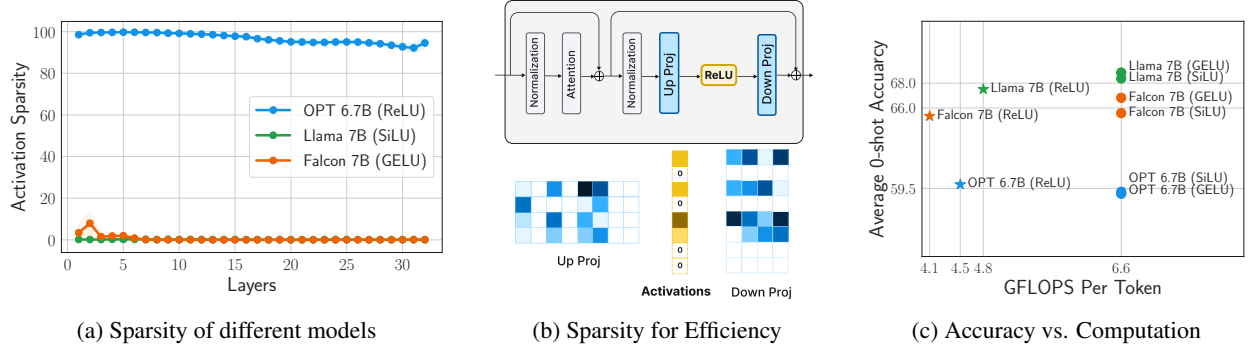 100
80
60
40
20
0
Activation Sparsity
OPT 6.7B (ReLU)
Llama 7B (SiLU)
Falcon 7B (GELU)
0 5 10 15 20 25 30
Layers
(a) Sparsity of different models
Normalization
Attention
Normalization
Up Proj
ReLU
Down Proj
0
0
0
0
Up Proj
Activations
Down Proj
(b) Sparsity for Efficiency
Average 0-shot Accuarcy
68.0
66.0
59.5
Llama 7B (GELU)
Llama 7B (SiLU)
Llama 7B (ReLU)
Falcon 7B (GELU)
Falcon 7B (ReLU)
Falcon 7B (SiLU)
OPT 6.7B (SiLU)
OPT 6.7B (ReLU)
OPT 6.7B (GELU)
4.1 4.5 4.8 6.6
GFLOPS Per Token
(c) Accuracy vs. Computation